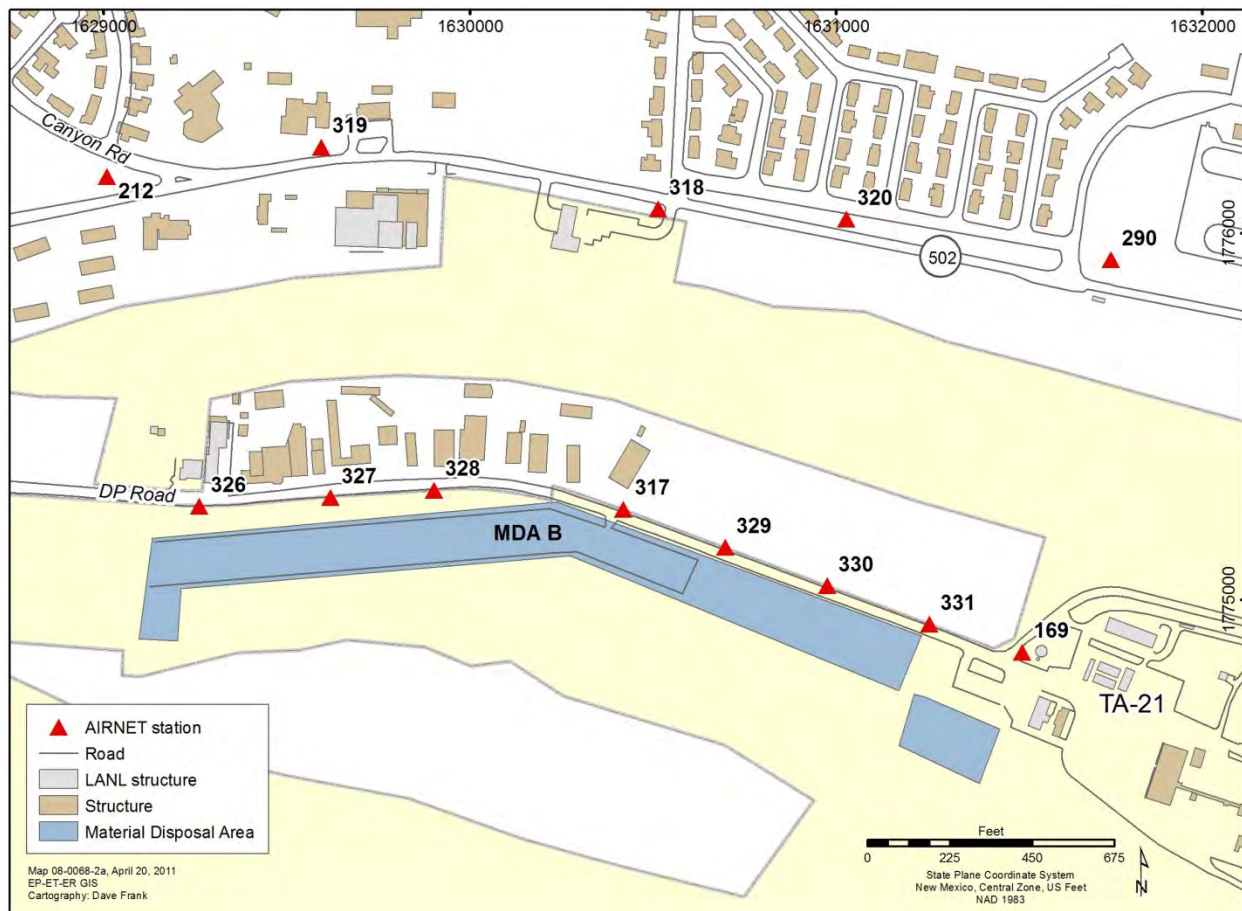 1629000
1630000
1631000
1632000
Canyon Rd
319
212
318
320
290
502
1776000
DP Road
326
327
328
317
MDA B
329
330
331
169
1775000
TA-21
AIRNET station
Road
LANL structure
Structure
Material Disposal Area
Feet
0 225 450 675
State Plane Coordinate System
New Mexico, Central Zone, US Feet
NAD 1983
N
Map 08-0068-2a, April 20, 2011
EP-ET-ER GIS
Cartography: Dave Frank